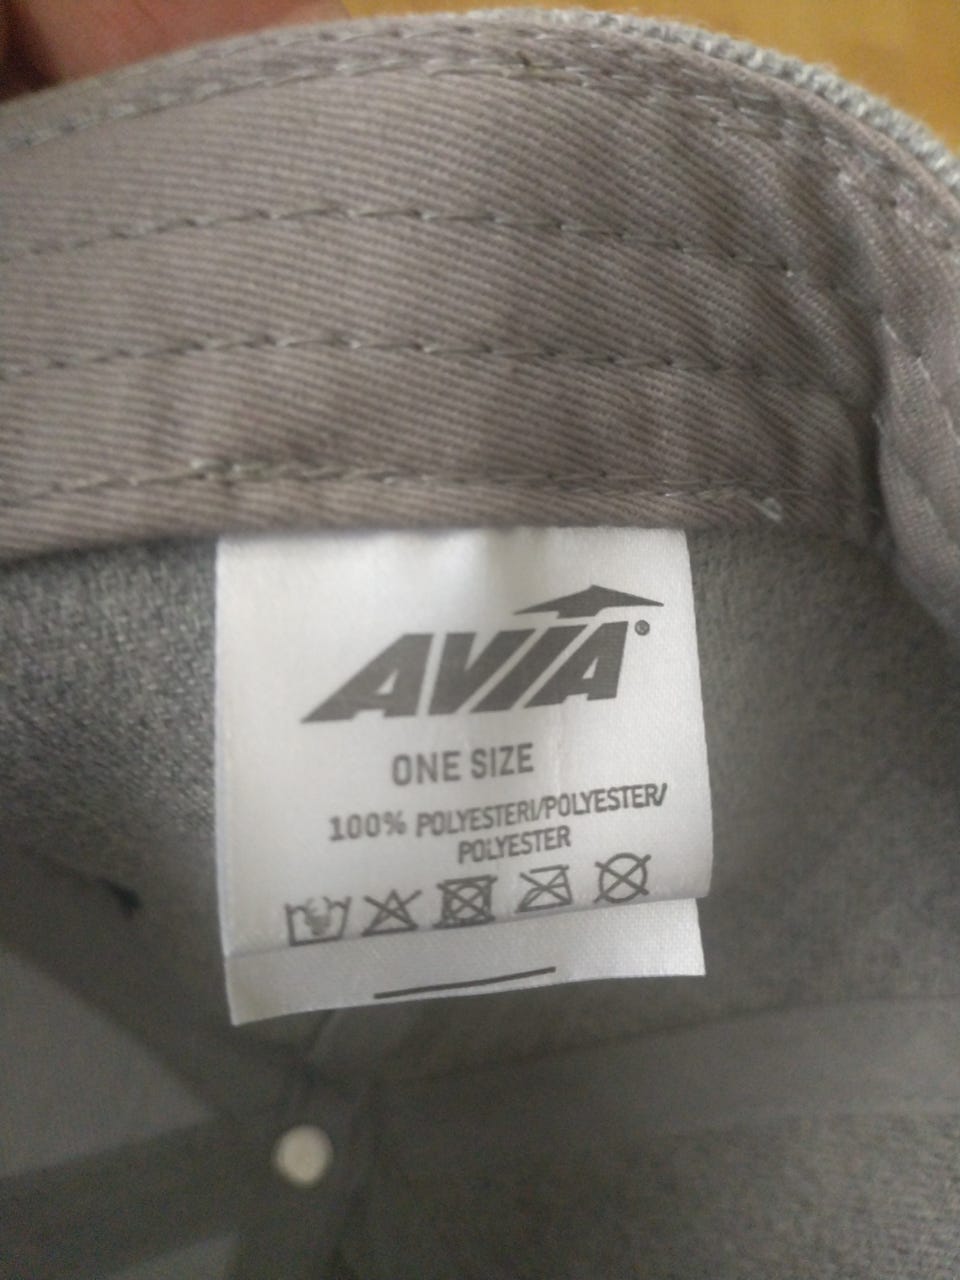 AVIA®
ONE SIZE
100% POLYESTERI/POLYESTER/
POLYESTER